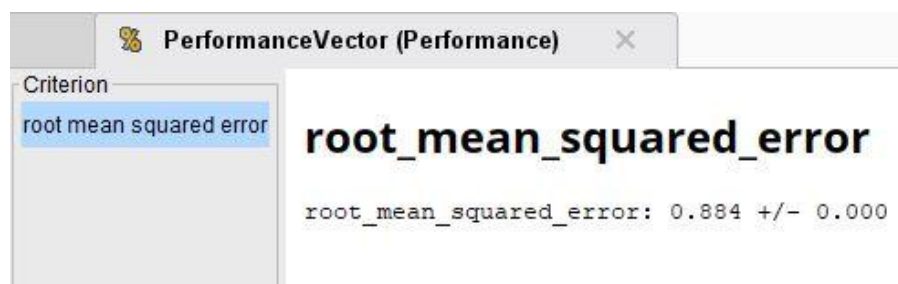 PerformanceVector (Performance)
Criterion
root mean squared error
root_mean_squared_error
root_mean_squared_error: 0.884 +/- 0.000